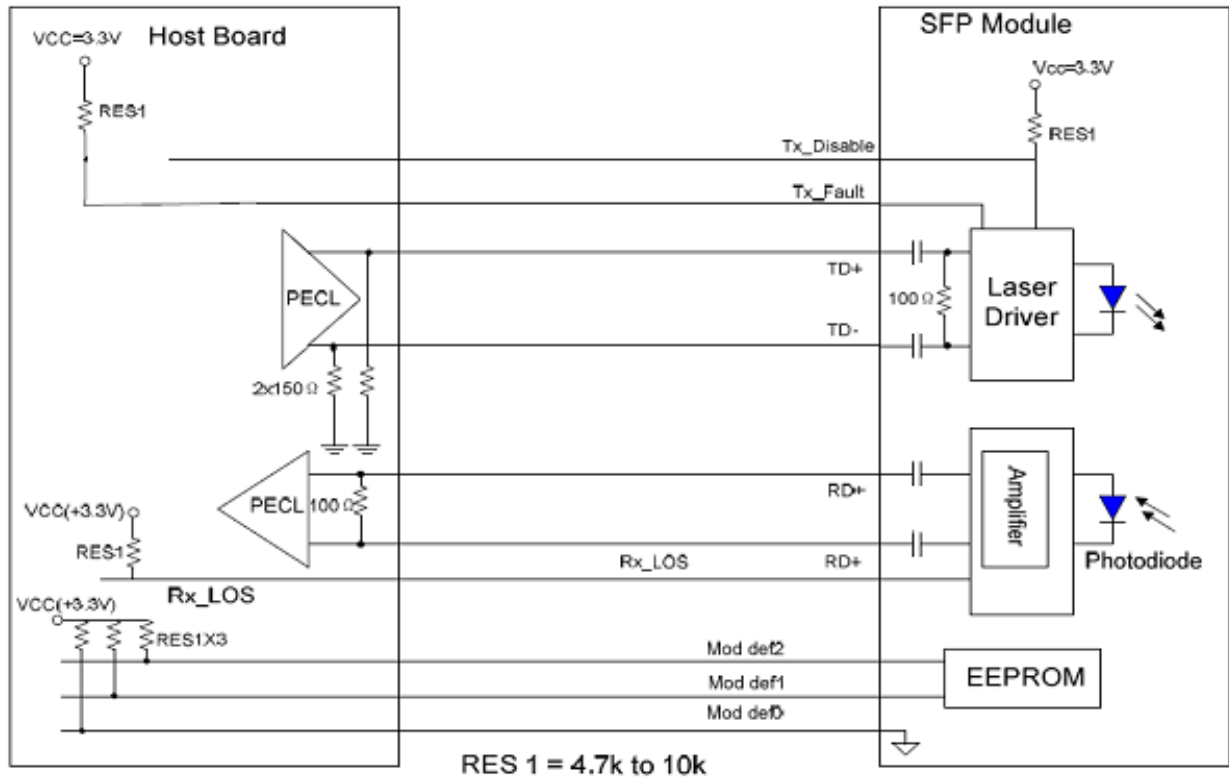 Host Board
VCC=3.3V
RES1
SFP Module
Vcc=3.3V
RES1
Tx_Disable
Tx_Fault
PECL
TD+
TD-
2x150 Ω
100 Ω
Laser
Driver
PECL
100 Ω
RD+
RD+
Amplifier
Photodiode
VCC(+3.3V)
RES1
Rx_LOS
Rx_LOS
VCC(+3.3V)
RES1X3
Mod def2
Mod def1
Mod def0
EEPROM
RES 1 = 4.7k to 10k